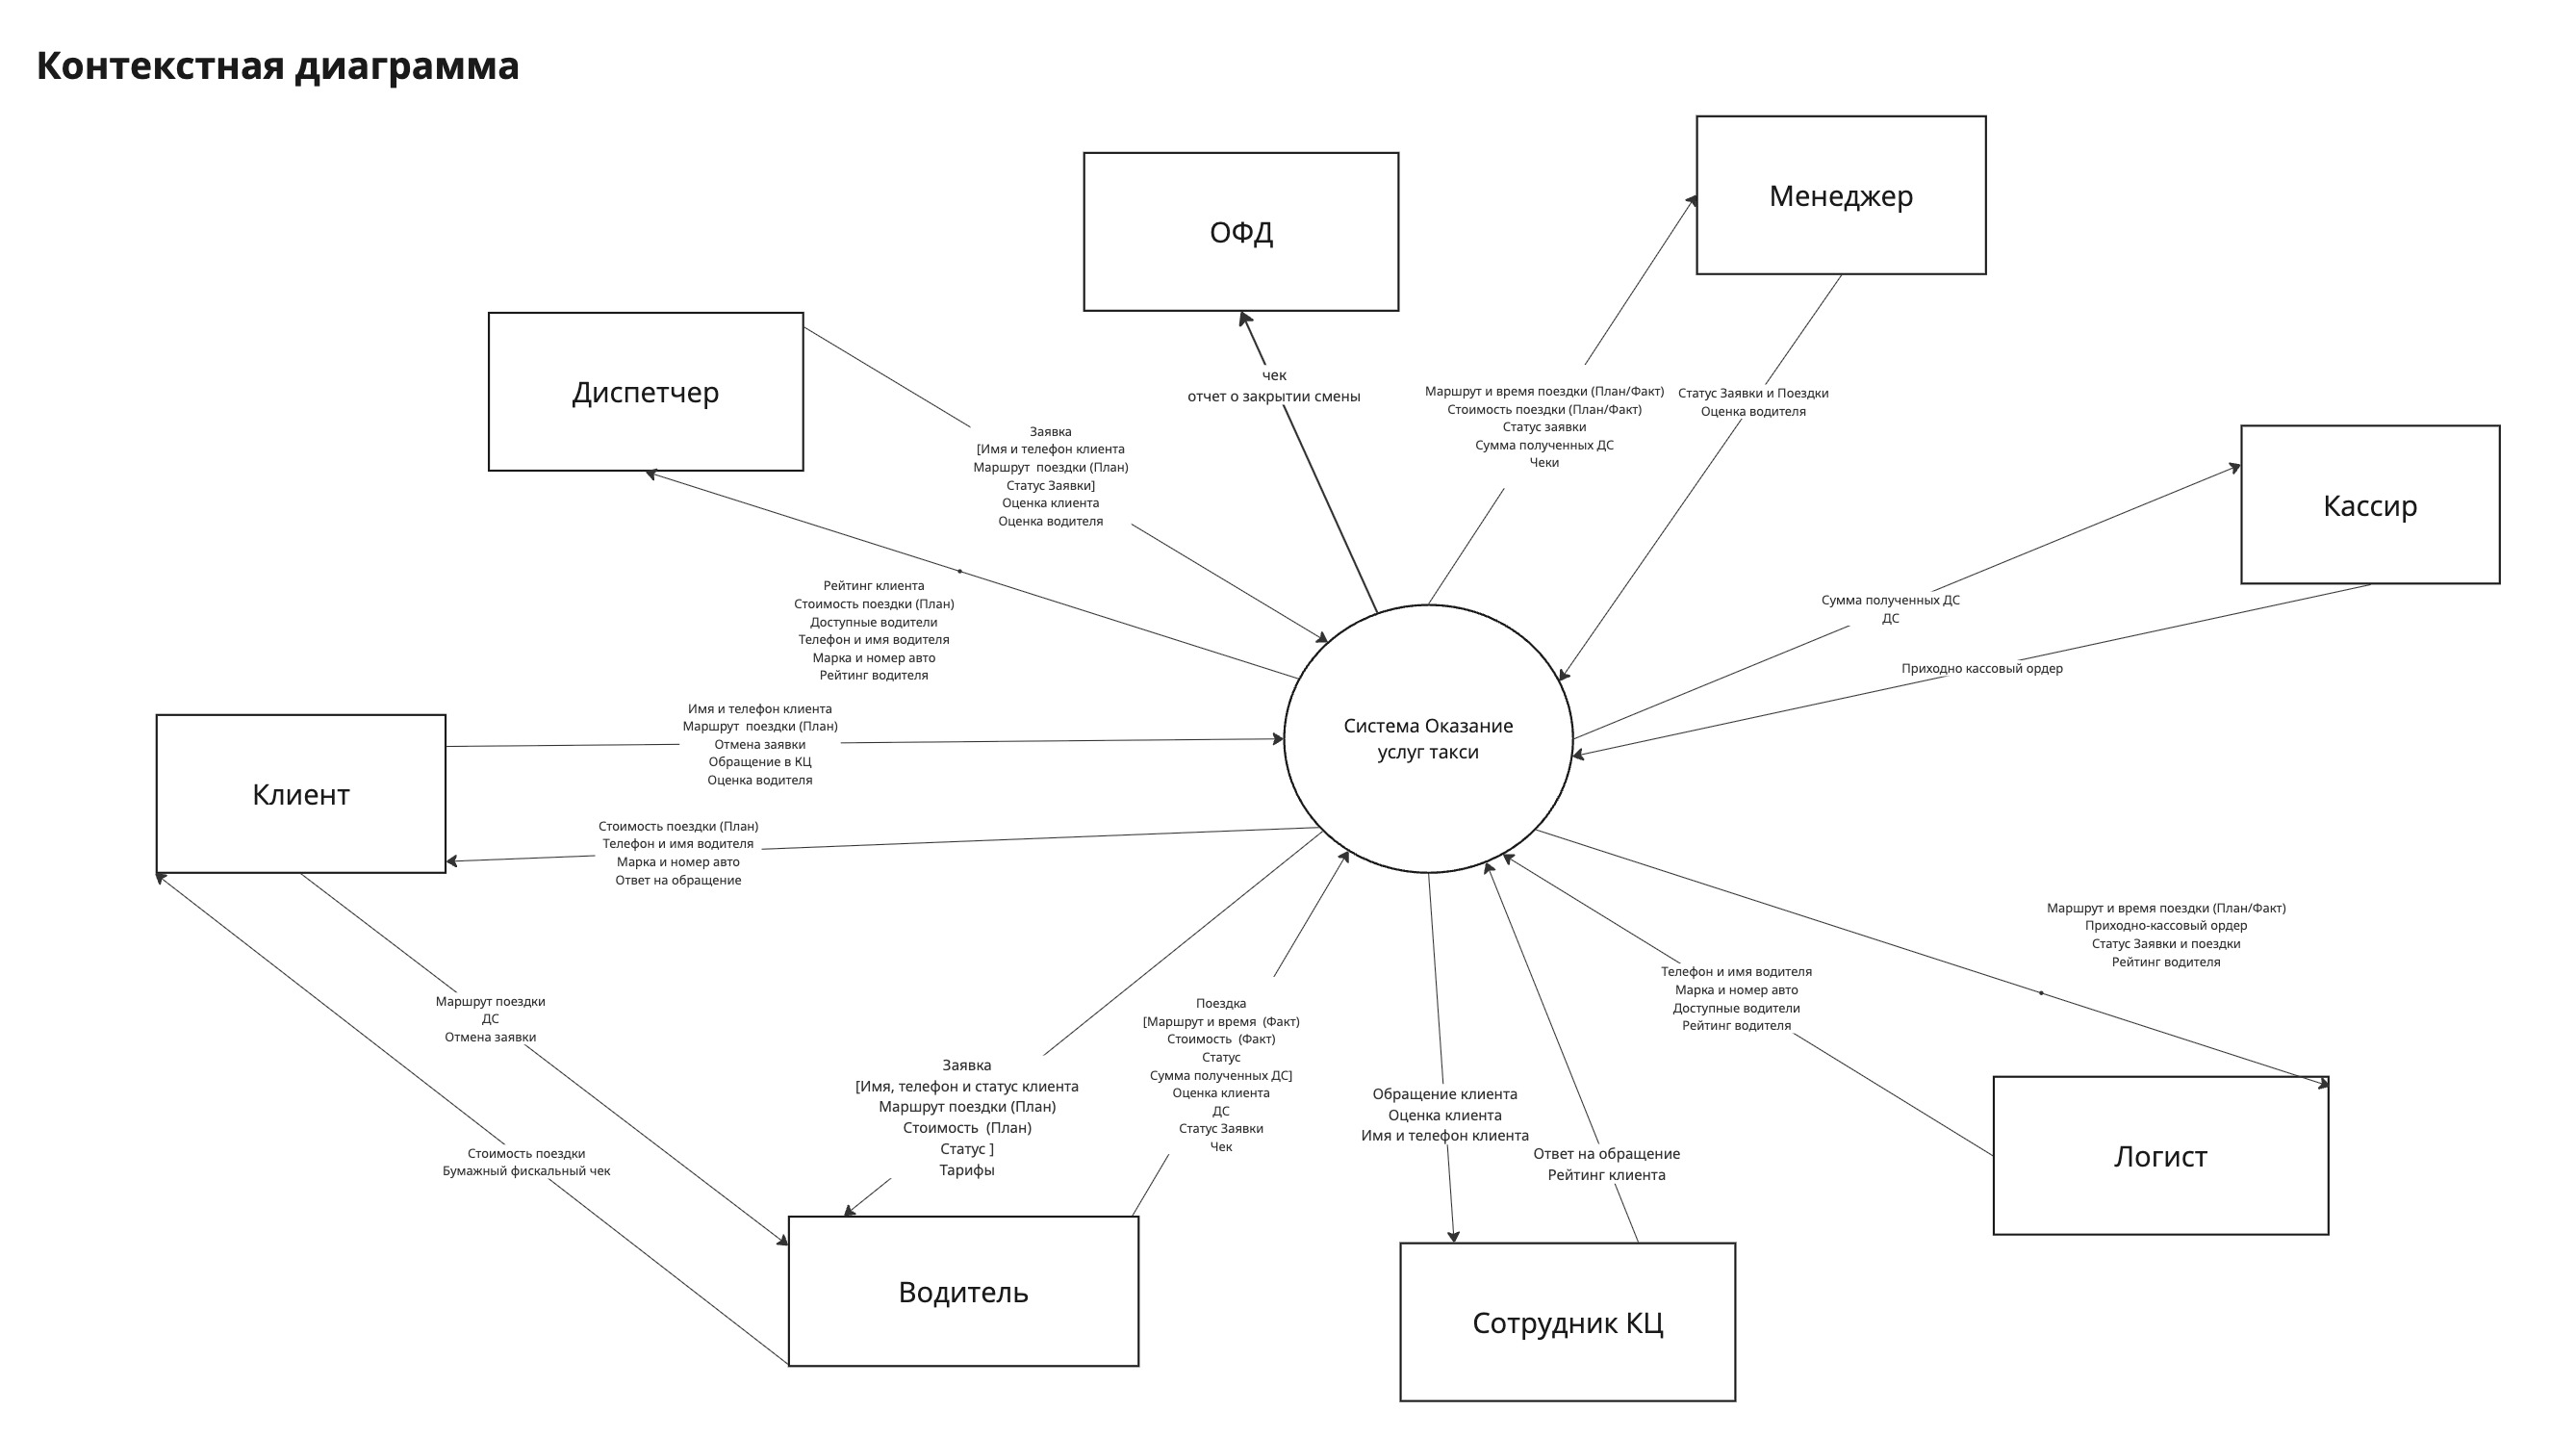 Контекстная диаграмма
Менеджер
ОФД
Диспетчер
чек
отчет о закрытии смены
Маршрут и время поездки (План/Факт)
Стоимость поездки (План/Факт)
Статус заявки
Сумма полученных ДС
Чеки
Статус Заявки и Поездки
Оценка водителя
Заявка
[Имя и телефон клиента
Маршрут  поездки (План)
Статус Заявки]
Оценка клиента
Оценка водителя
Кассир
Рейтинг клиента
Стоимость поездки (План)
Доступные водители
Телефон и имя водителя
Марка и номер авто
Рейтинг водителя
Сумма полученных ДС
ДС
Приходно кассовый ордер
Имя и телефон клиента
Маршрут  поездки (План)
Отмена заявки
Обращение в КЦ
Оценка водителя
Система Оказание
услуг такси
Клиент
Стоимость поездки (План)
Телефон и имя водителя
Марка и номер авто
Ответ на обращение
Маршрут и время поездки (План/Факт)
Приходно-кассовый ордер
Статус Заявки и поездки
Рейтинг водителя
Телефон и имя водителя
Марка и номер авто
Доступные водители
Рейтинг водителя
Маршрут поездки
ДС
Отмена заявки
Поездка
[Маршрут и время  (Факт)
Стоимость  (Факт)
Статус
Сумма полученных ДС]
Оценка клиента
ДС
Статус Заявки
Чек
Заявка
[Имя, телефон и статус клиента
Маршрут поездки (План)
Стоимость  (План)
Статус ]
Тарифы
Обращение клиента
Оценка клиента
Имя и телефон клиента
Ответ на обращение
Рейтинг клиента
Стоимость поездки
Бумажный фискальный чек
Логист
Водитель
Сотрудник КЦ